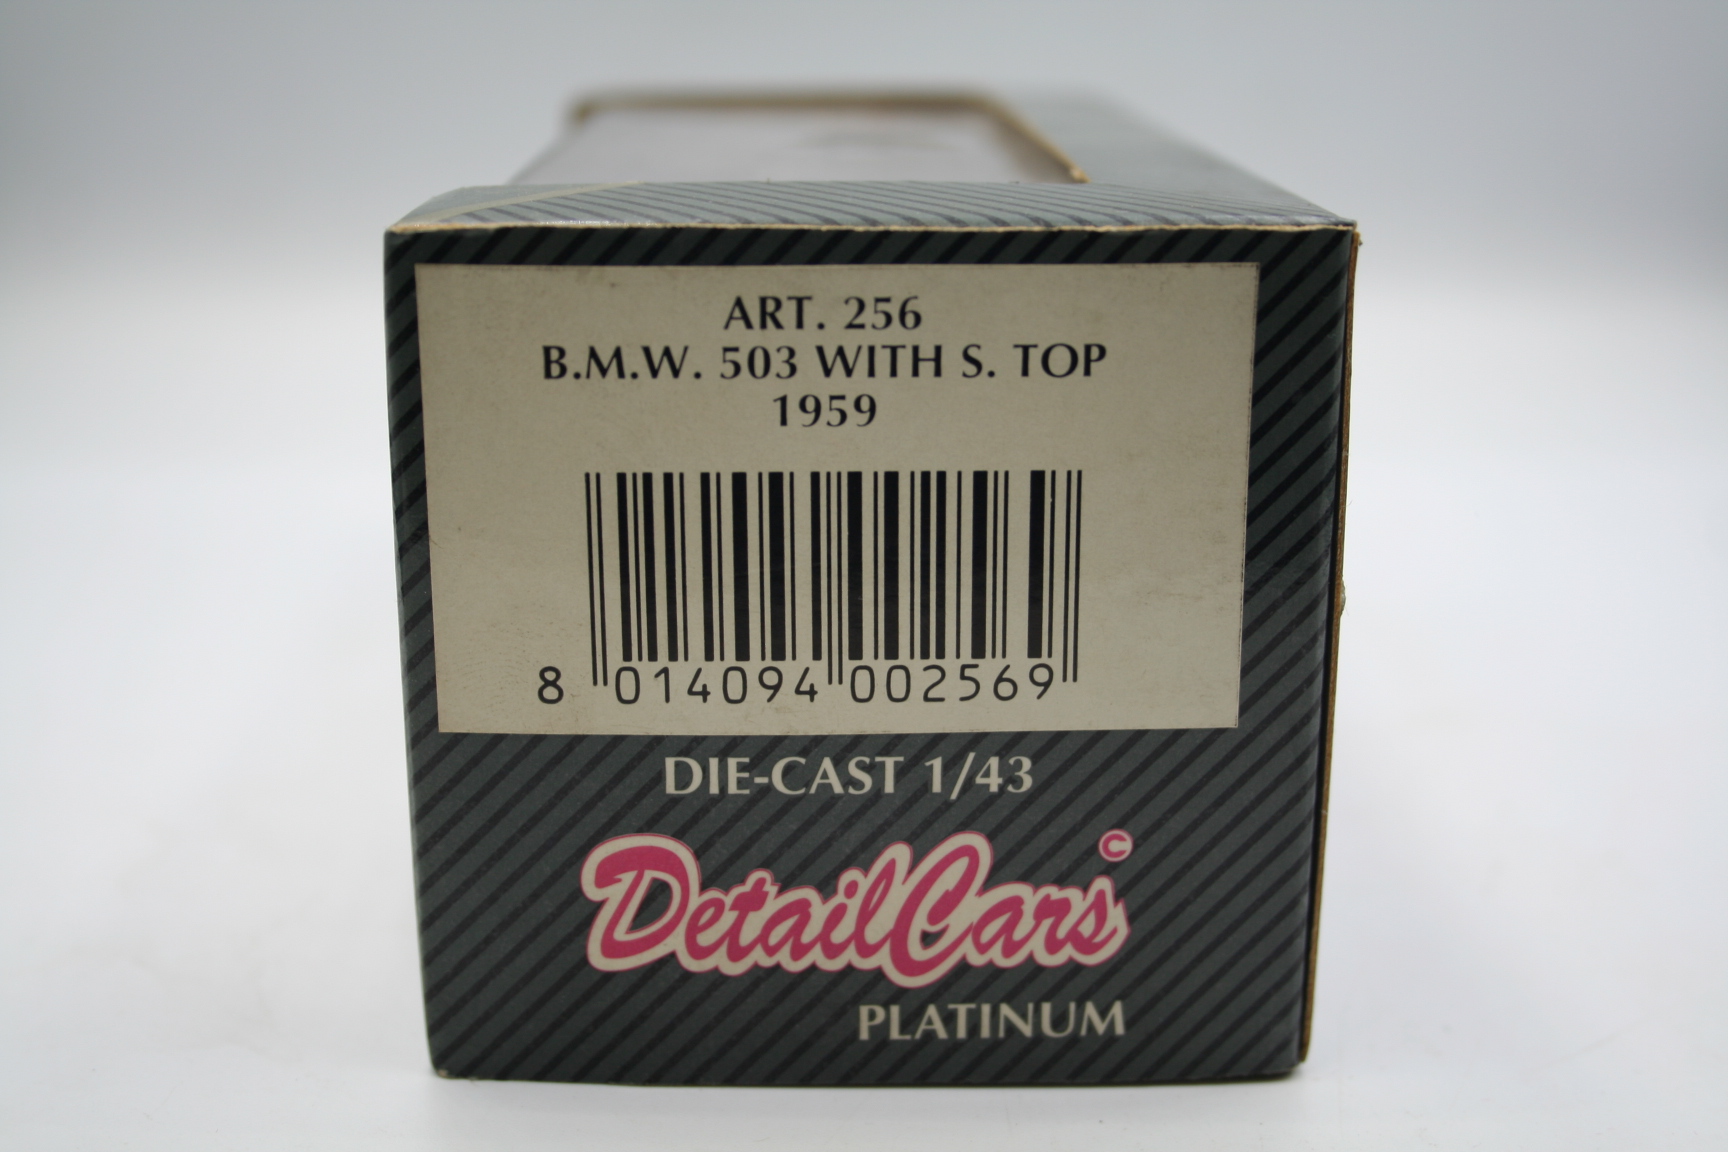 ART. 256
B.M.W. 503 WITH S. TOP
1959
8 014094 002569
DIE-CAST 1/43
DetailCars ©
PLATINUM